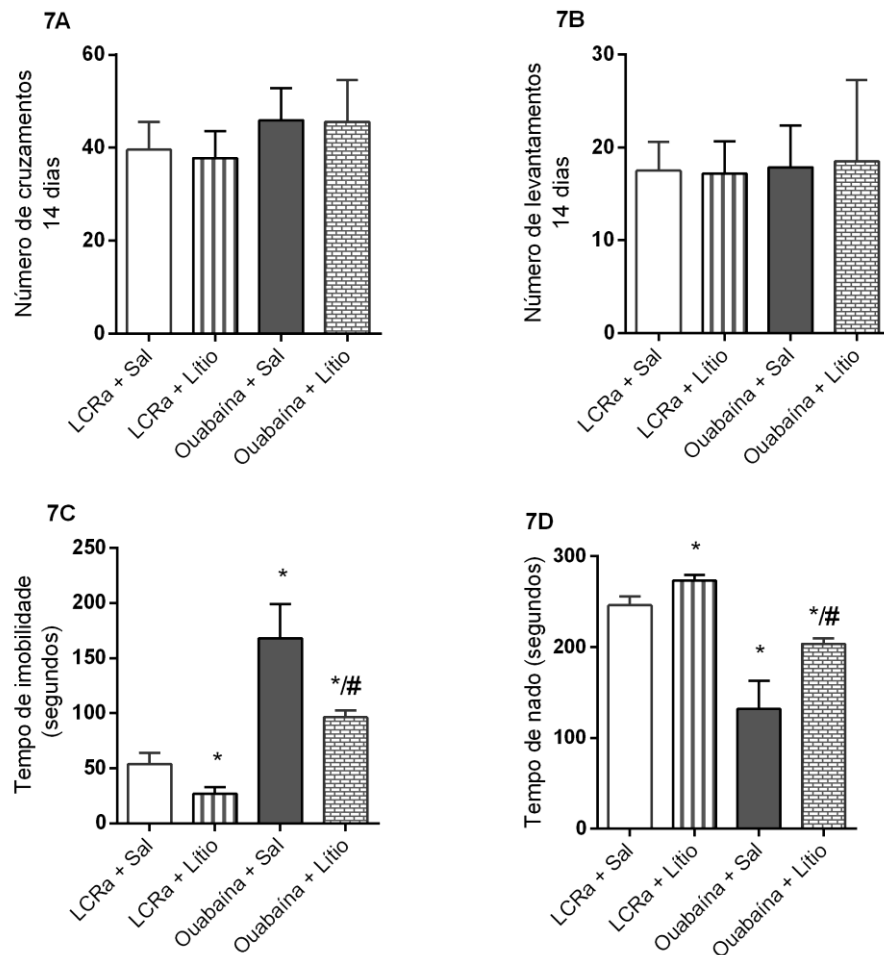 7A
Número de cruzamentos
14 dias
60
40
20
0
LCRa + Sal
LCRa + Lítio
Ouabaína + Sal
Ouabaína + Lítio
7B
Número de levantamentos
14 dias
30
20
10
0
LCRa + Sal
LCRa + Lítio
Ouabaína + Sal
Ouabaína + Lítio
7C
Tempo de imobilidade
(segundos)
250
200
150
100
50
0
*
*
*/#
LCRa + Sal
LCRa + Lítio
Ouabaína + Sal
Ouabaína + Lítio
7D
Tempo de nado (segundos)
300
200
100
0
*
*
*/#
LCRa + Sal
LCRa + Lítio
Ouabaína + Sal
Ouabaína + Lítio